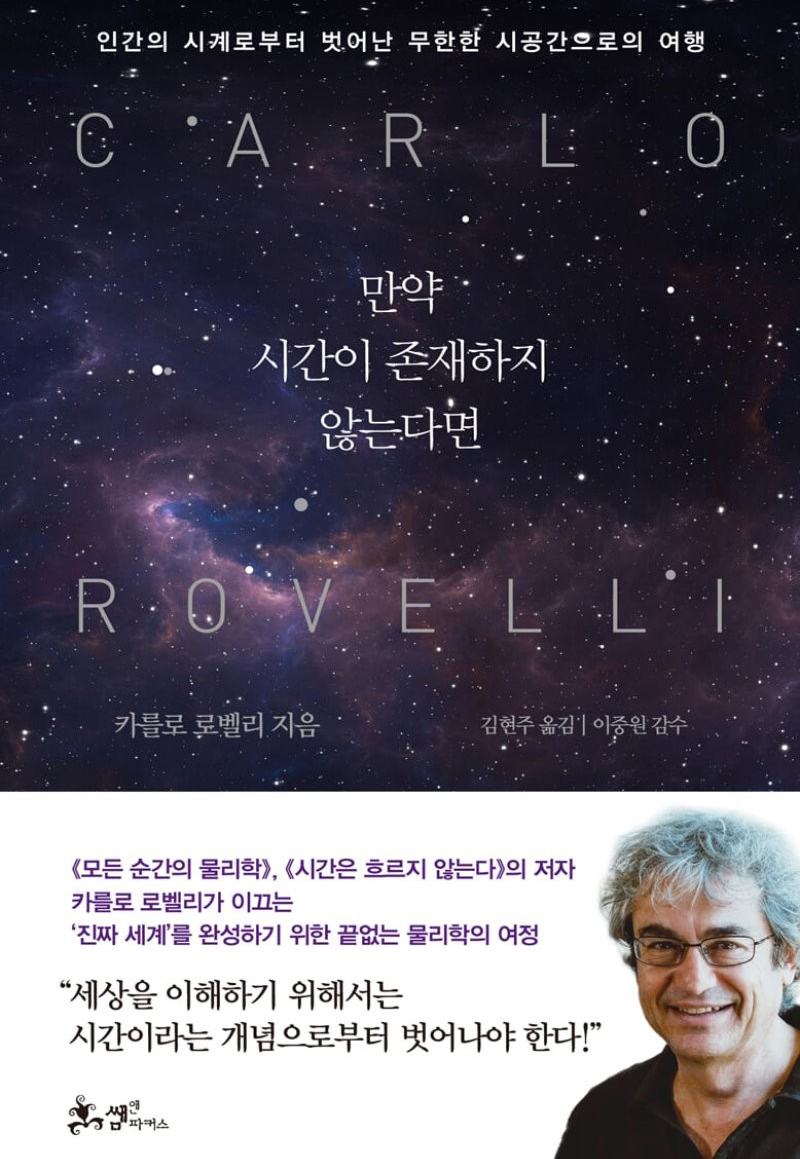 인간의 시계로부터 벗어난 무한한 시공간으로의 여행
CARLO
만약
시간이 존재하지
않는다면
ROVELLI
카를로 로벨리 지음
김현주 옮김 | 이중원 감수
《모든 순간의 물리학》, 《시간은 흐르지 않는다》의 저자
카를로 로벨리가 이끄는
‘진짜 세계’를 완성하기 위한 끝없는 물리학의 여정
“세상을 이해하기 위해서는
시간이라는 개념으로부터 벗어나야 한다!”
쌤앤파커스